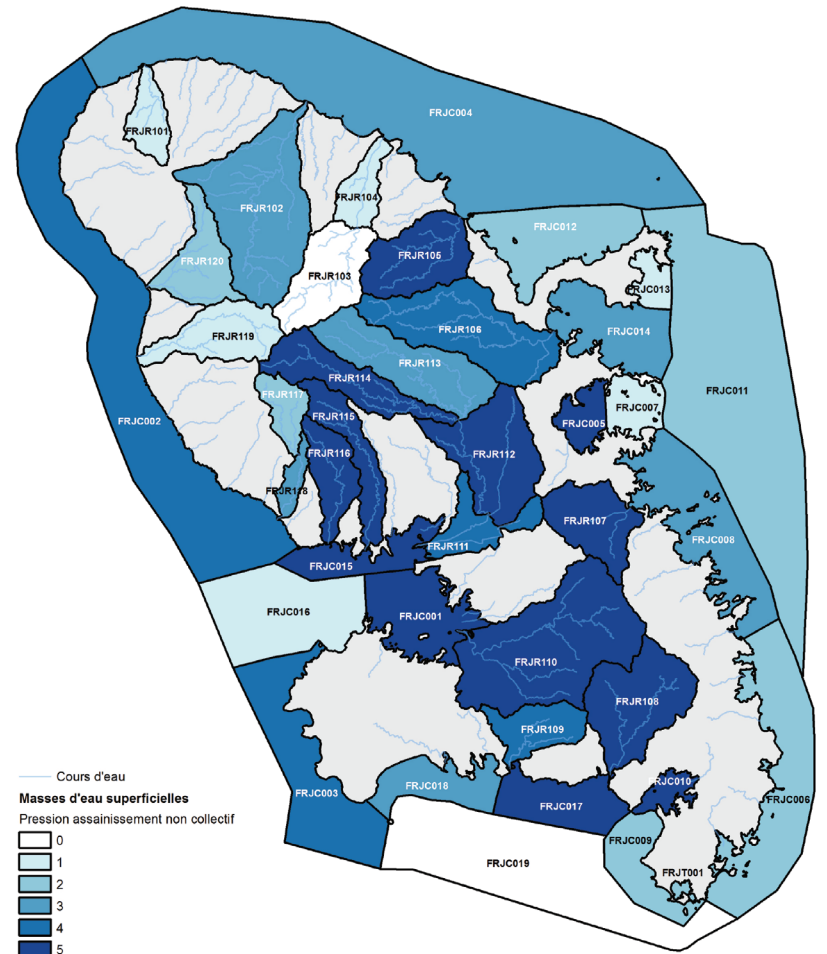 FRJC004
FRJR101
FRJR104
FRJR102
FRJC012
FRJR105
FRJR120
FRJR103
FRJC013
FRJR106
FRJC014
FRJR119
FRJR113
FRJR114
FRJC011
FRJR117
FRJC007
FRJR115
FRJC002
FRJC005
FRJR116
FRJR112
FRJR118
FRJR107
FRJC008
FRJR111
FRJC015
FRJC016
FRJC001
FRJR110
FRJR108
FRJR109
FRJC010
FRJC018
FRJC003
FRJC006
FRJC017
FRJC009
FRJC019
FRJT001
Cours d'eau
Masses d'eau superficielles
Pression assainissement non collectif
0
1
2
3
4
5